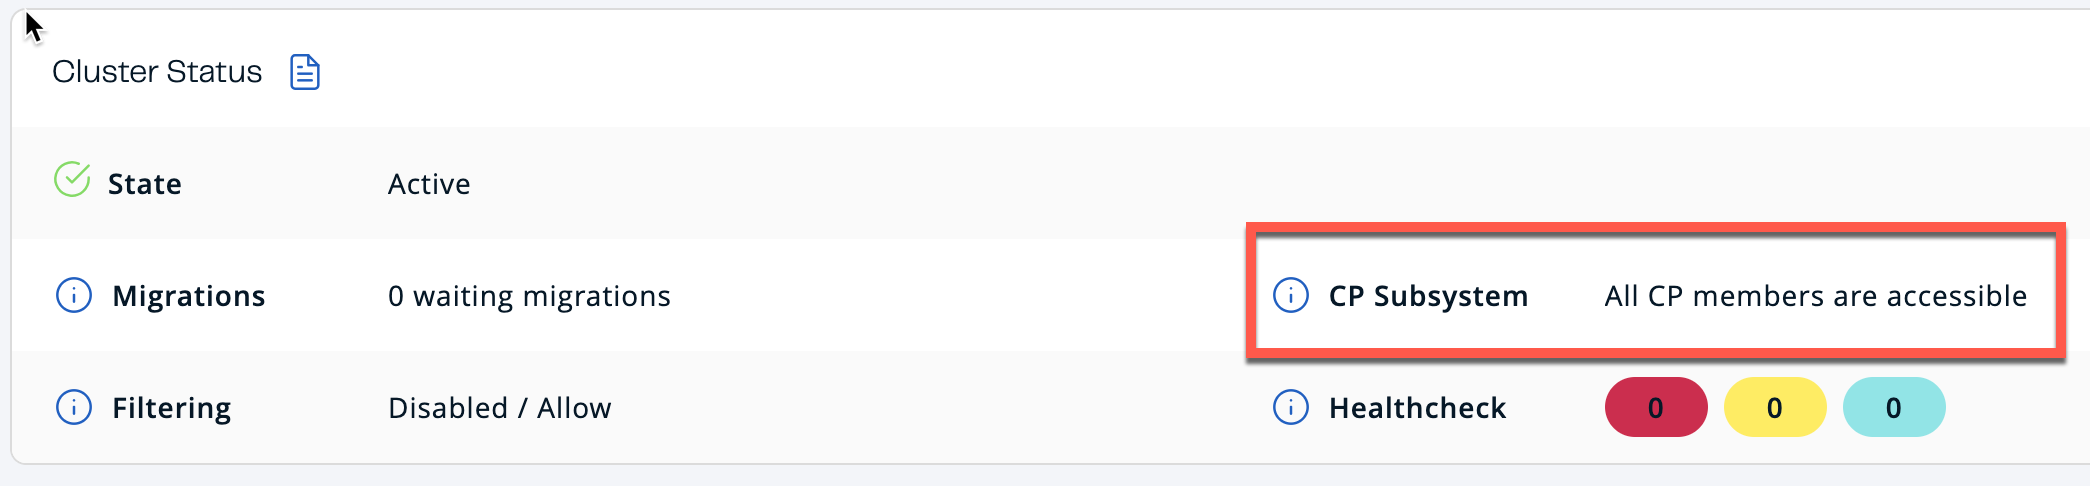 Cluster Status
State Active
Migrations 0 waiting migrations CP Subsystem All CP members are accessible
Filtering Disabled / Allow Healthcheck 0 0 0